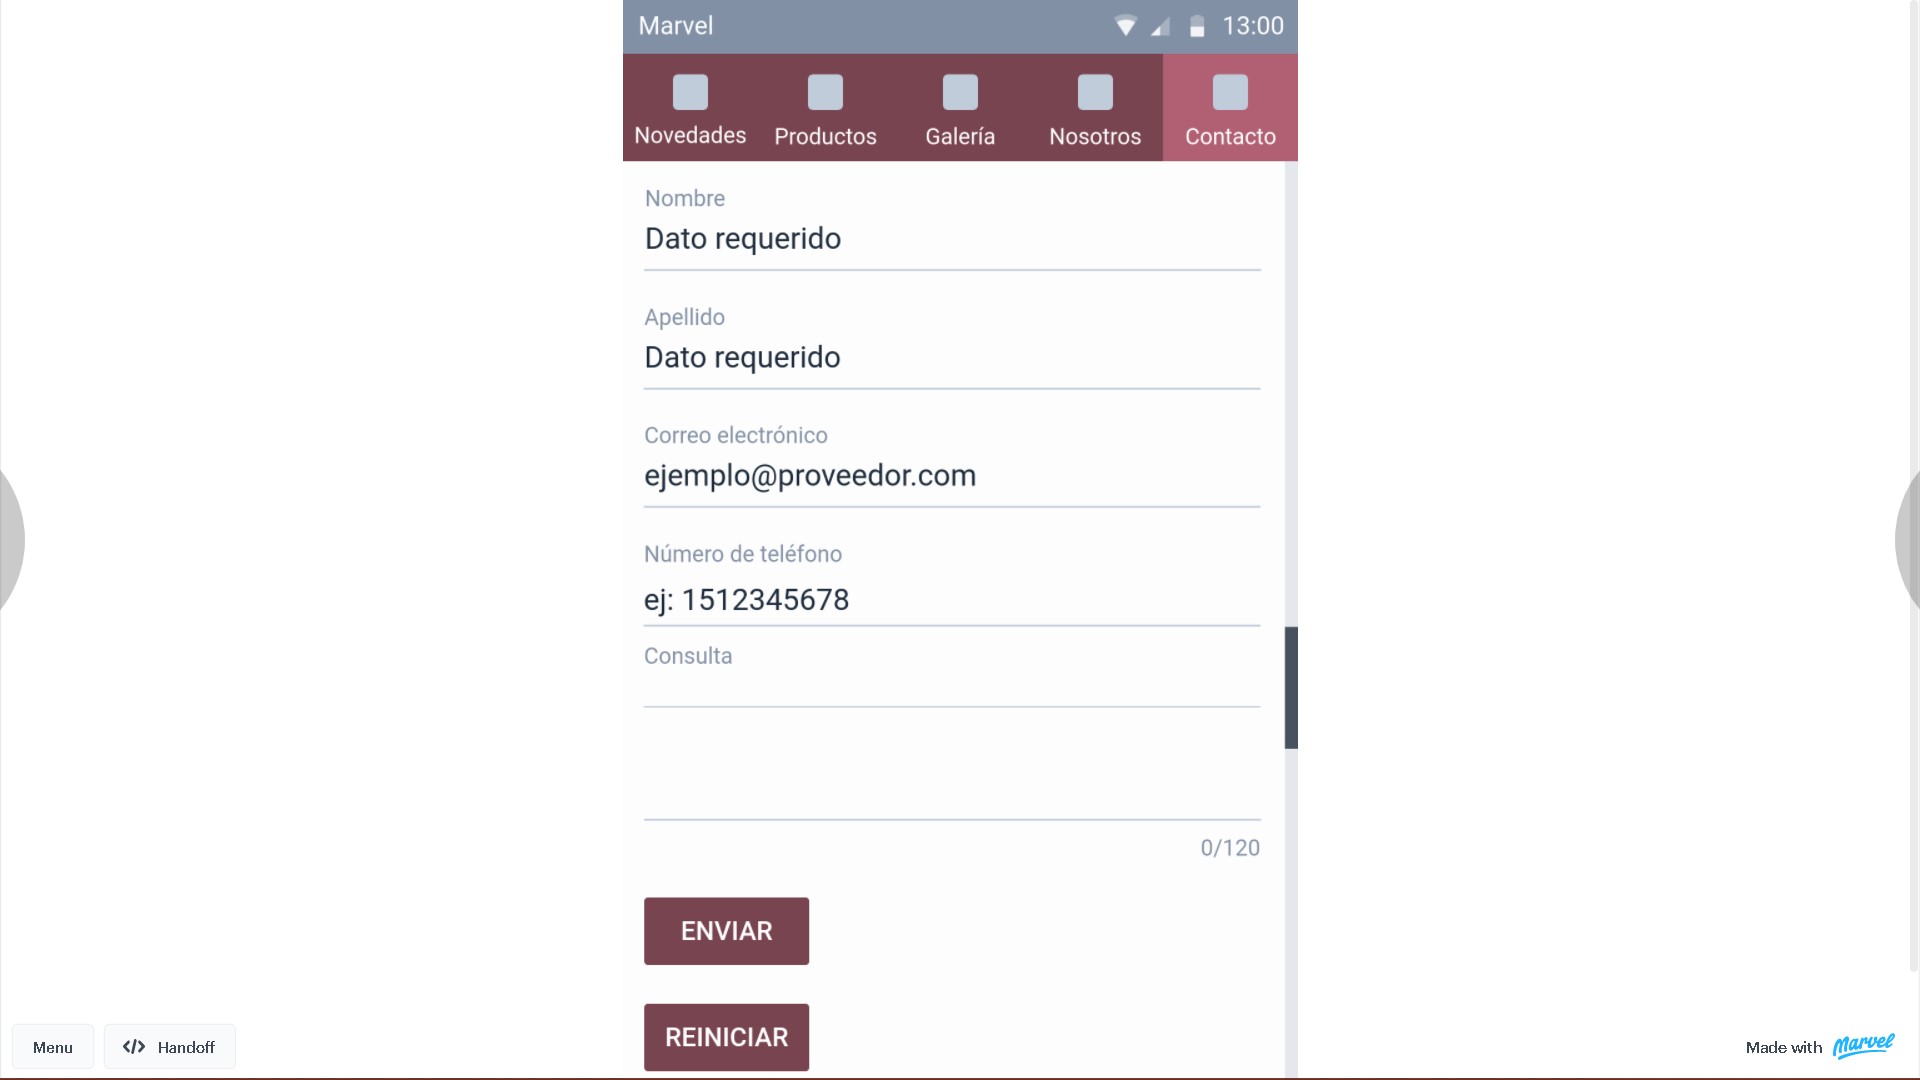 Marvel 13:00
Novedades Productos Galería Nosotros Contacto
Nombre
Dato requerido
Apellido
Dato requerido
Correo electrónico
ejemplo@proveedor.com
Número de teléfono
ej: 1512345678
Consulta
0/120
ENVIAR
REINICIAR
Menu </> Handoff
Made with Marvel